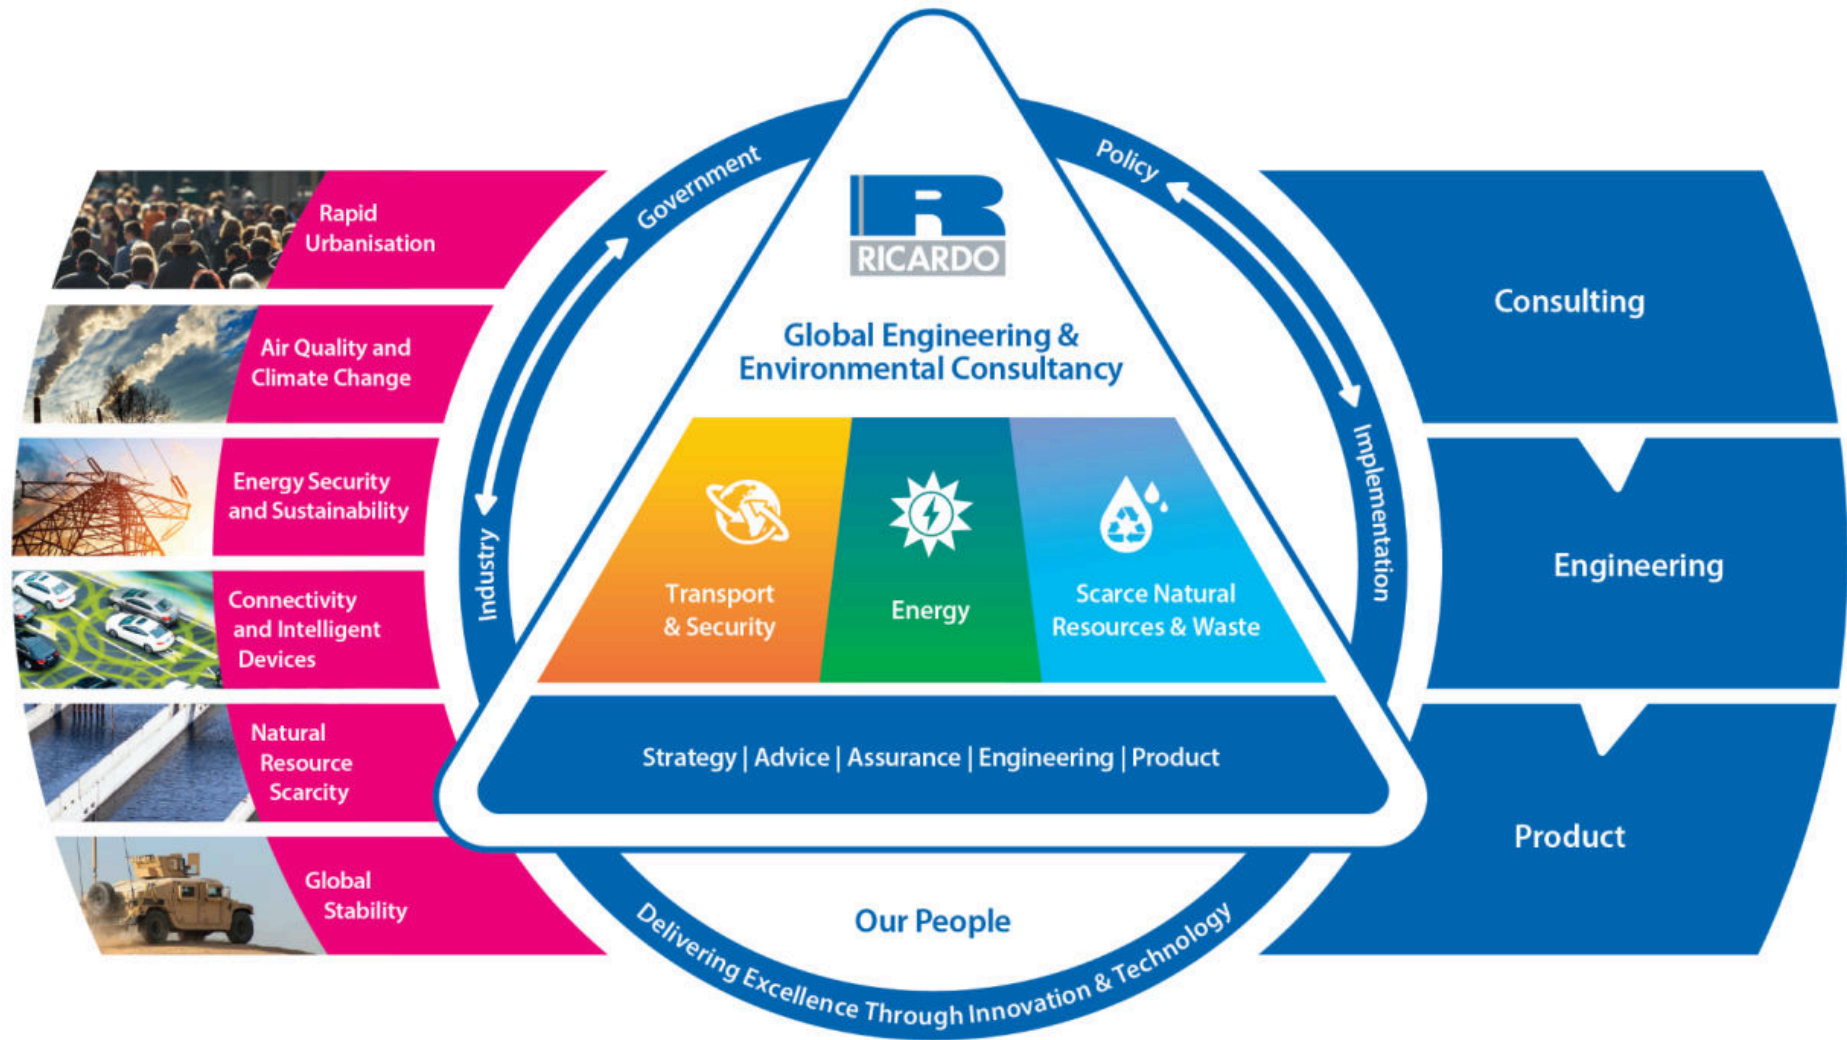 Rapid
Urbanisation
Air Quality and
Climate Change
Energy Security
and Sustainability
Connectivity
and Intelligent
Devices
Natural
Resource
Scarcity
Global
Stability
Government
Industry
Policy
Implementation
R
RICARDO
Global Engineering &
Environmental Consultancy
Transport
& Security
Energy
Scarce Natural
Resources & Waste
Strategy | Advice | Assurance | Engineering | Product
Our People
Delivering Excellence Through Innovation & Technology
Consulting
Engineering
Product